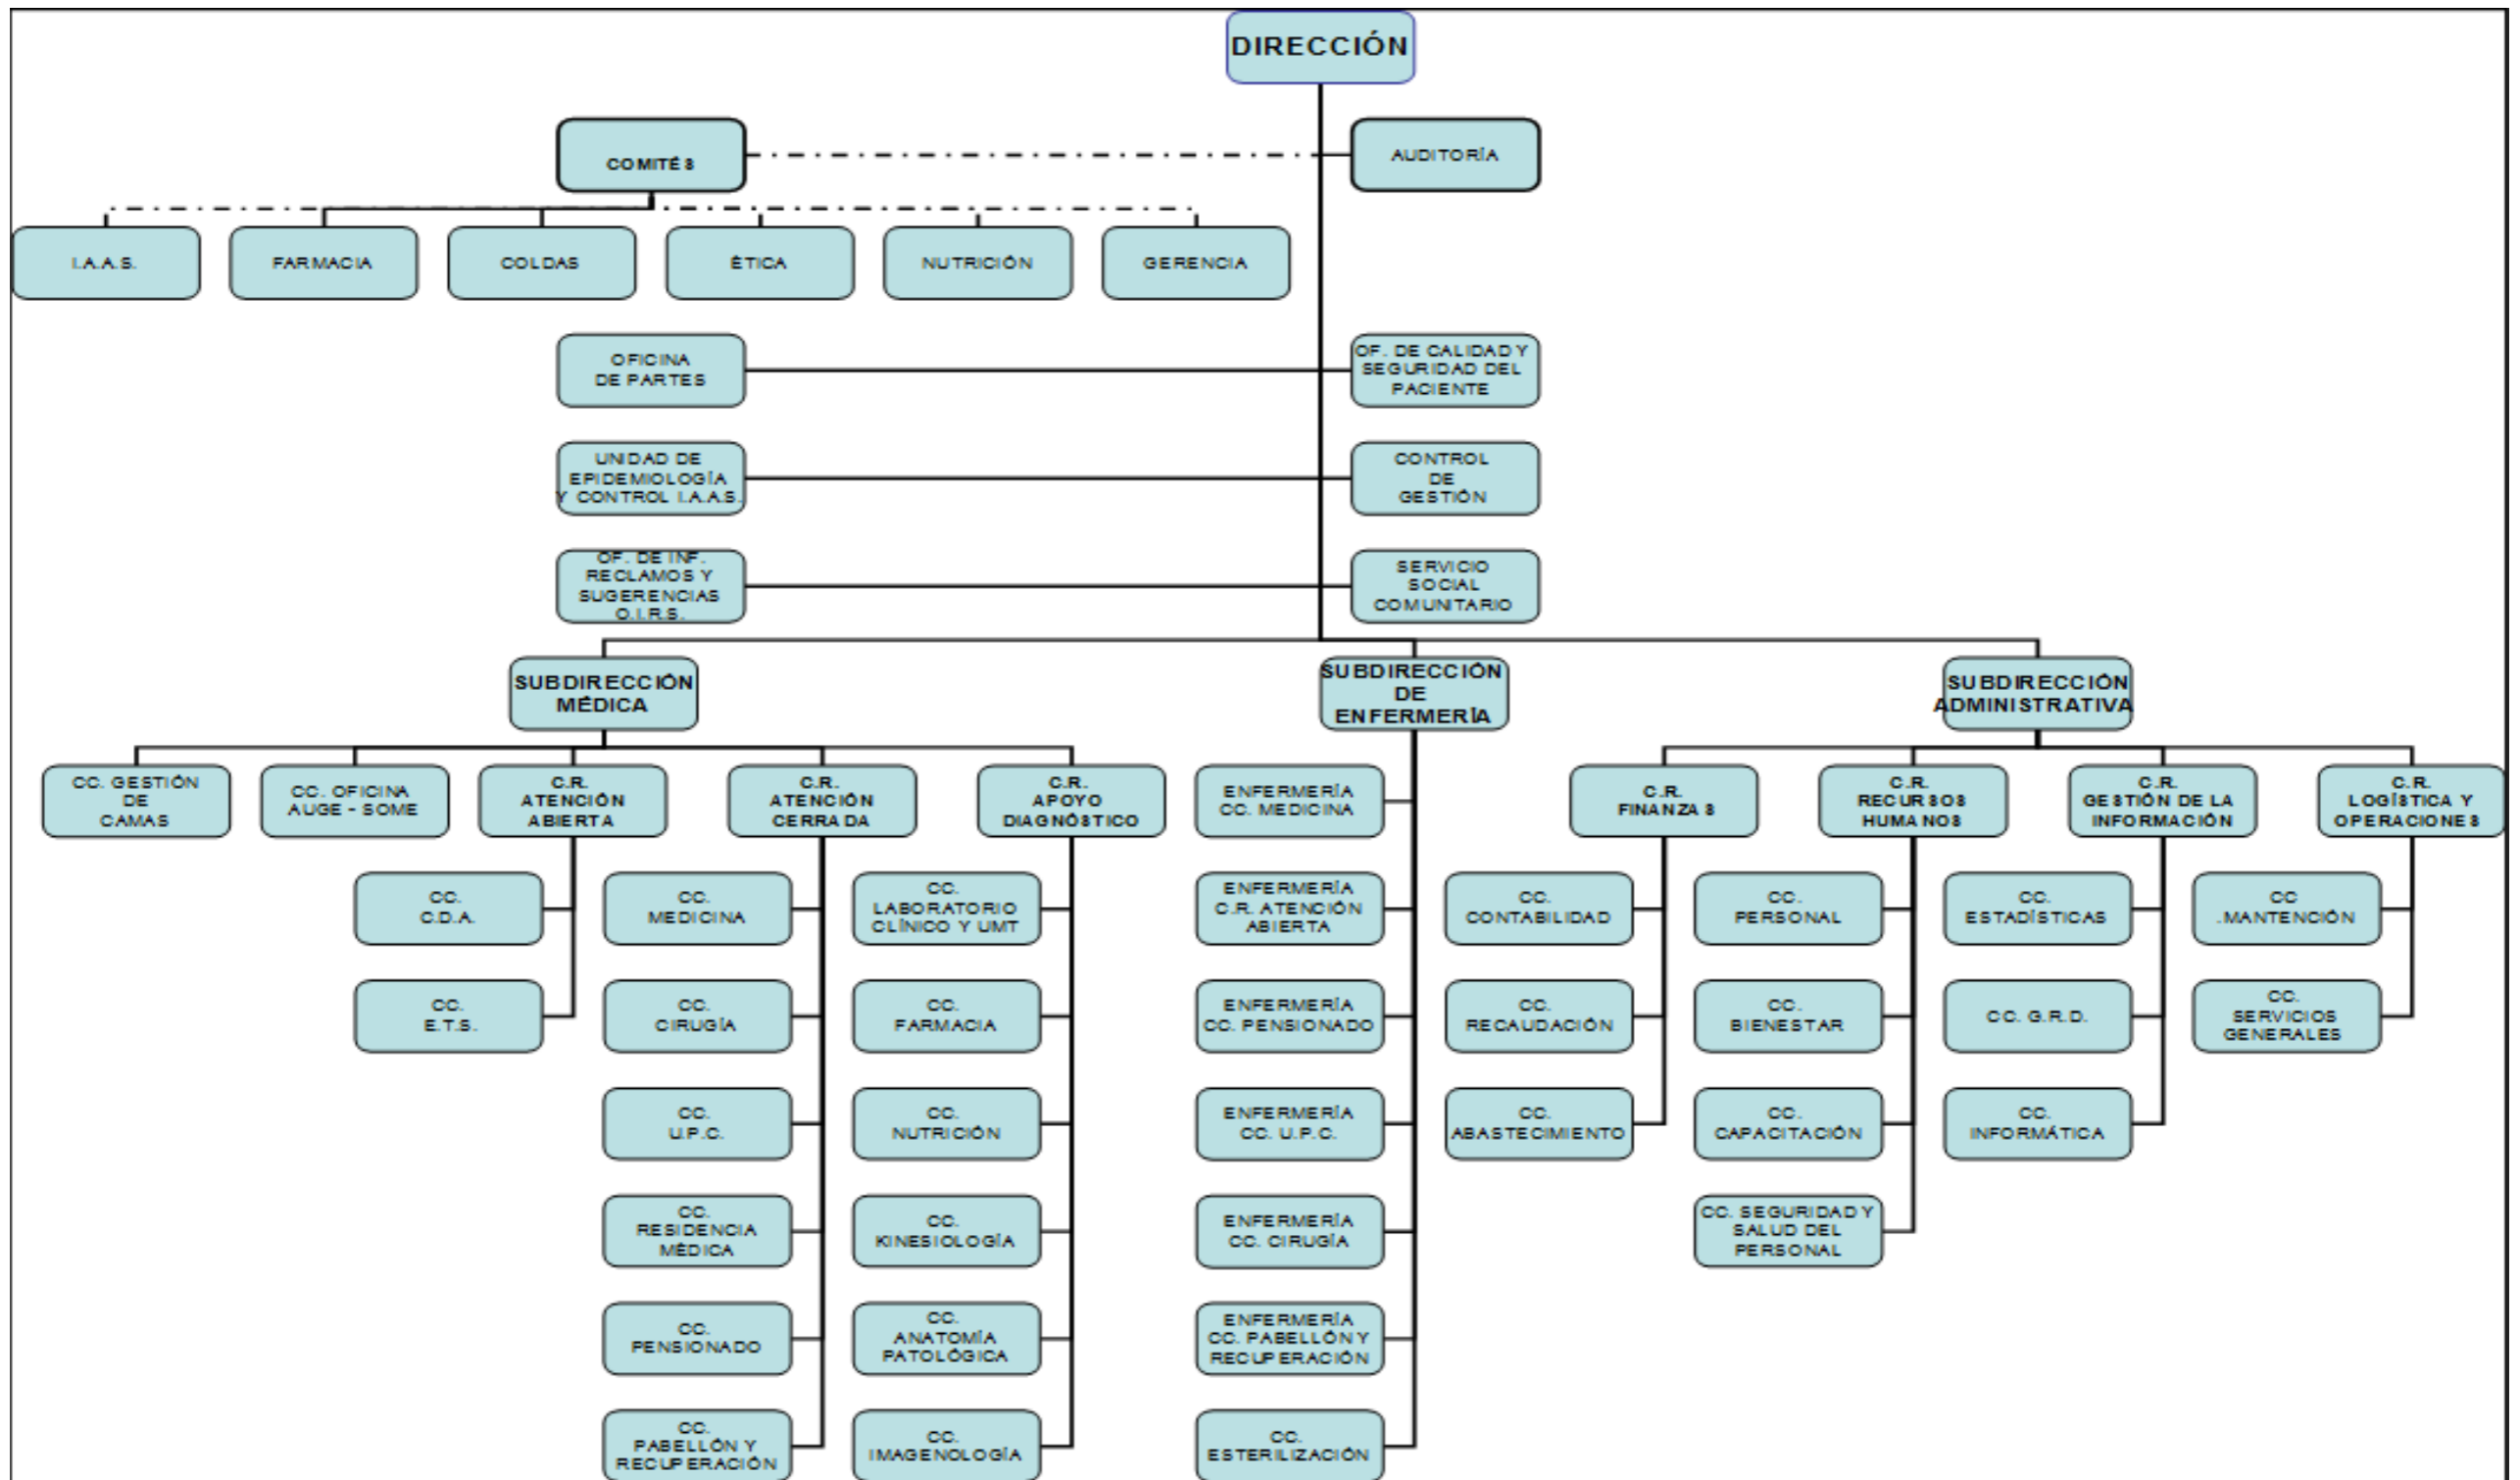 DIRECCIÓN
COMITÉS
AUDITORÍA
I.A.A.S.
FARMACIA
COLDAS
ÉTICA
NUTRICIÓN
GERENCIA
OFICINA
DE PARTES
OF. DE CALIDAD Y
SEGURIDAD DEL
PACIENTE
UNIDAD DE
EPIDEMIOLOGÍA
Y CONTROL I.A.A.S.
CONTROL
DE
GESTIÓN
OF. DE INF.
RECLAMOS Y
SUGERENCIAS
O.I.R.S.
SERVICIO
SOCIAL
COMUNITARIO
SUBDIRECCIÓN
MÉDICA
SUBDIRECCIÓN
DE
ENFERMERÍA
SUBDIRECCIÓN
ADMINISTRATIVA
CC. GESTIÓN
DE
CAMAS
CC. OFICINA
AUGE - SOME
C.R.
ATENCIÓN
ABIERTA
C.R.
ATENCIÓN
CERRADA
C.R.
APOYO
DIAGNÓSTICO
ENFERMERÍA
CC. MEDICINA
C.R.
FINANZAS
C.R.
RECURSOS
HUMANOS
C.R.
GESTIÓN DE LA
INFORMACIÓN
C.R.
LOGÍSTICA Y
OPERACIONES
CC.
C.D.A.
CC.
MEDICINA
CC.
LABORATORIO
CLÍNICO Y UMT
ENFERMERÍA
C.R. ATENCIÓN
ABIERTA
CC.
CONTABILIDAD
CC.
PERSONAL
CC.
ESTADÍSTICAS
CC
.MANTENCIÓN
CC.
E.T.S.
CC.
CIRUGÍA
CC.
FARMACIA
ENFERMERÍA
CC. PENSIONADO
CC.
RECAUDACIÓN
CC.
BIENESTAR
CC. G.R.D.
CC.
SERVICIOS
GENERALES
CC.
U.P.C.
CC.
NUTRICIÓN
ENFERMERÍA
CC. U.P.C.
CC.
ABASTECIMIENTO
CC.
CAPACITACIÓN
CC.
INFORMÁTICA
CC.
RESIDENCIA
MÉDICA
CC.
KINESIOLOGÍA
ENFERMERÍA
CC. CIRUGÍA
CC. SEGURIDAD Y
SALUD DEL
PERSONAL
CC.
PENSIONADO
CC.
ANATOMÍA
PATOLÓGICA
ENFERMERÍA
CC. PABELLÓN Y
RECUPERACIÓN
CC.
PABELLÓN Y
RECUPERACIÓN
CC.
IMAGENOLOGÍA
CC.
ESTERILIZACIÓN